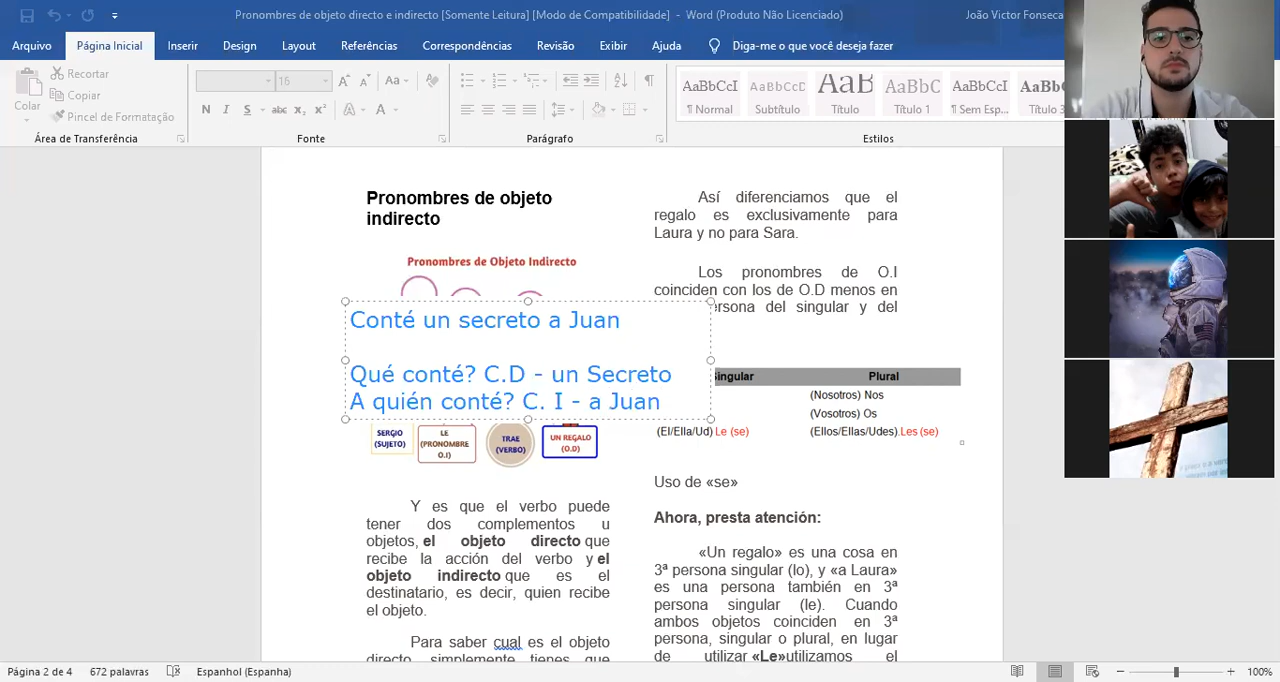 Pronombres de objeto directo e indirecto [Somente Leitura] [Modo de Compatibilidade] - Word (Produto Não Licenciado)
João Victor Fonseca
Arquivo
Página Inicial
Inserir
Design
Layout
Referências
Correspondências
Revisão
Exibir
Ajuda
Diga-me o que você deseja fazer
Colar
Recortar
Copiar
Pincel de Formatação
Área de Transferência
16
Aa
N I S abc x₂ x² A A
Fonte
Parágrafo
AaBbCcI
¶ Normal
AaBbCcI
Subtítulo
AaB
Título
AaBbC
Título 1
AaBbCcI
¶ Sem Esp...
AaBb
Título
Estilos
Pronombres de objeto
indirecto
Pronombres de Objeto Indirecto
Conté un secreto a Juan
Qué conté? C.D - un Secreto
A quién conté? C. I - a Juan
SERGIO
(SUJETO)
LE
(PRONOMBRE
O.I)
TRAE
(VERBO)
UN REGALO
(O.D)
Y es que el verbo puede
tener dos complementos u
objetos, el objeto directo que
recibe la acción del verbo y el
objeto indirecto que es el
destinatario, es decir, quien recibe
el objeto.
Para saber cual es el objeto
directo simplemente tienes que
Así diferenciamos que el
regalo es exclusivamente para
Laura y no para Sara.
Los pronombres de O.I
coinciden con los de O.D menos en
persona del singular y del
Singular Plural
(Nosotros) Nos
(Vosotros) Os
(El/Ella/Ud) Le (se) (Ellos/Ellas/Udes).Les (se)
Uso de «se»
Ahora, presta atención:
«Un regalo» es una cosa en
3ª persona singular (lo), y «a Laura»
es una persona también en 3ª
persona singular (le). Cuando
ambos objetos coinciden en 3ª
persona, singular o plural, en lugar
de utilizar «Le»utilizamos el
Página 2 de 4
672 palavras
Espanhol (Espanha)
100%